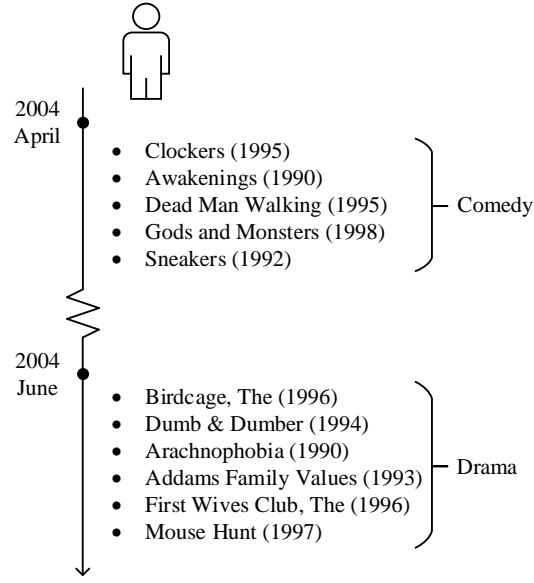 2004
April
• Clockers (1995)
• Awakenings (1990)
• Dead Man Walking (1995)
• Gods and Monsters (1998)
• Sneakers (1992)
Comedy
2004
June
• Birdcage, The (1996)
• Dumb & Dumber (1994)
• Arachnophobia (1990)
• Addams Family Values (1993)
• First Wives Club, The (1996)
• Mouse Hunt (1997)
Drama